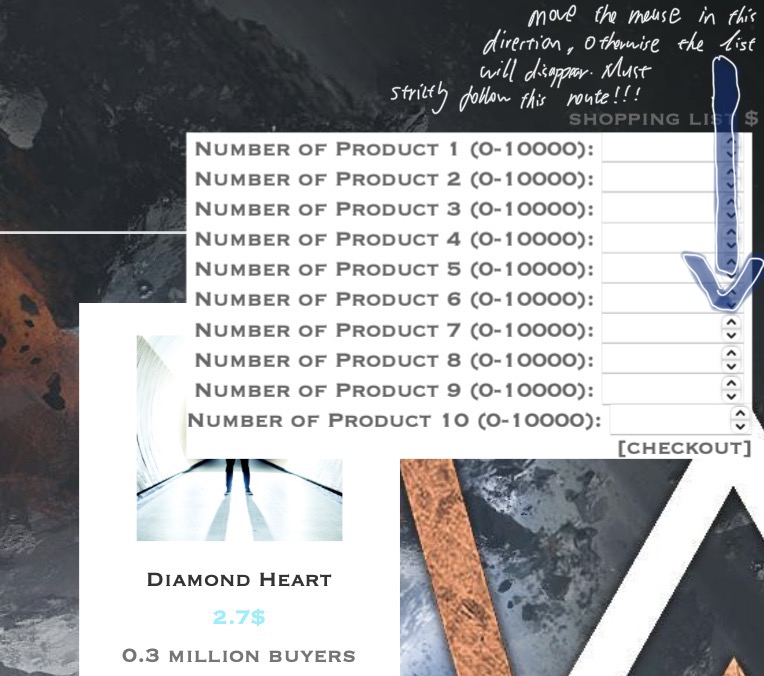 move the mouse in this
direction, otherwise the list
will disappear. Must
strictly follow this route!!!
SHOPPING LIST $
NUMBER OF PRODUCT 1 (0-10000):
NUMBER OF PRODUCT 2 (0-10000):
NUMBER OF PRODUCT 3 (0-10000):
NUMBER OF PRODUCT 4 (0-10000):
NUMBER OF PRODUCT 5 (0-10000):
NUMBER OF PRODUCT 6 (0-10000):
NUMBER OF PRODUCT 7 (0-10000):
NUMBER OF PRODUCT 8 (0-10000):
NUMBER OF PRODUCT 9 (0-10000):
NUMBER OF PRODUCT 10 (0-10000):
[CHECKOUT]
DIAMOND HEART
2.7$
0.3 MILLION BUYERS